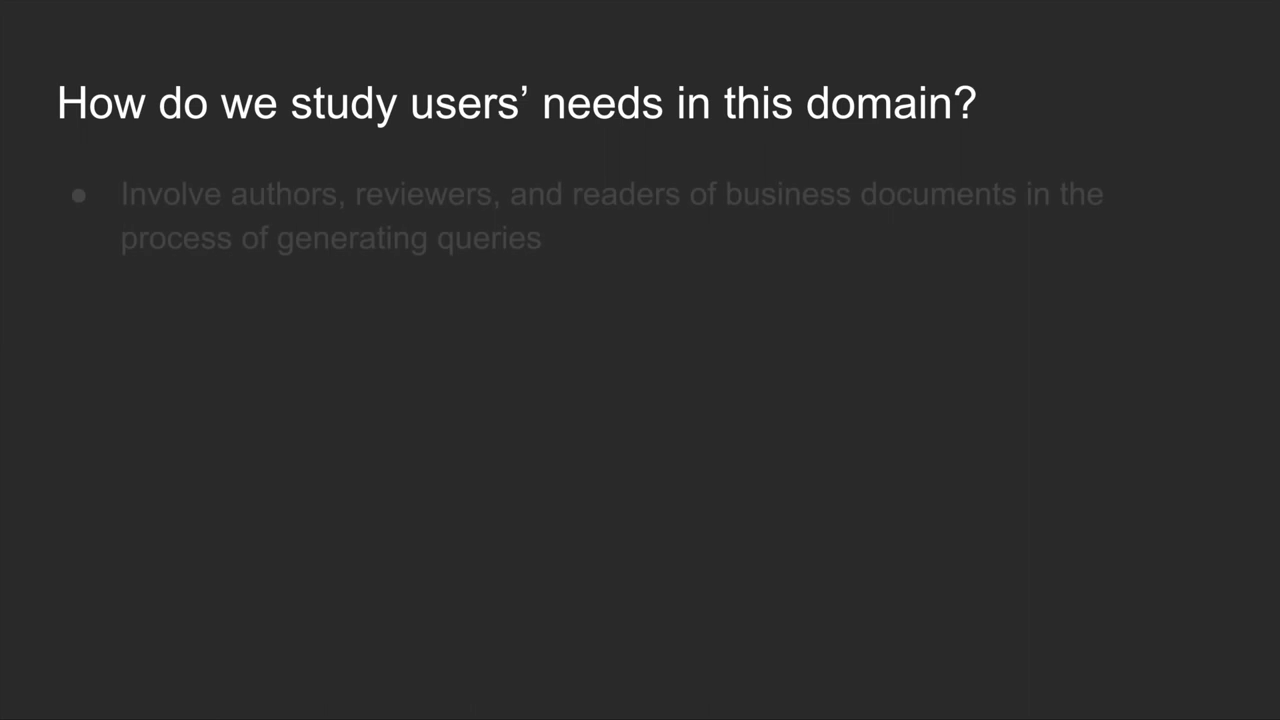 How do we study users’ needs in this domain?
● Involve authors, reviewers, and readers of business documents in the
process of generating queries